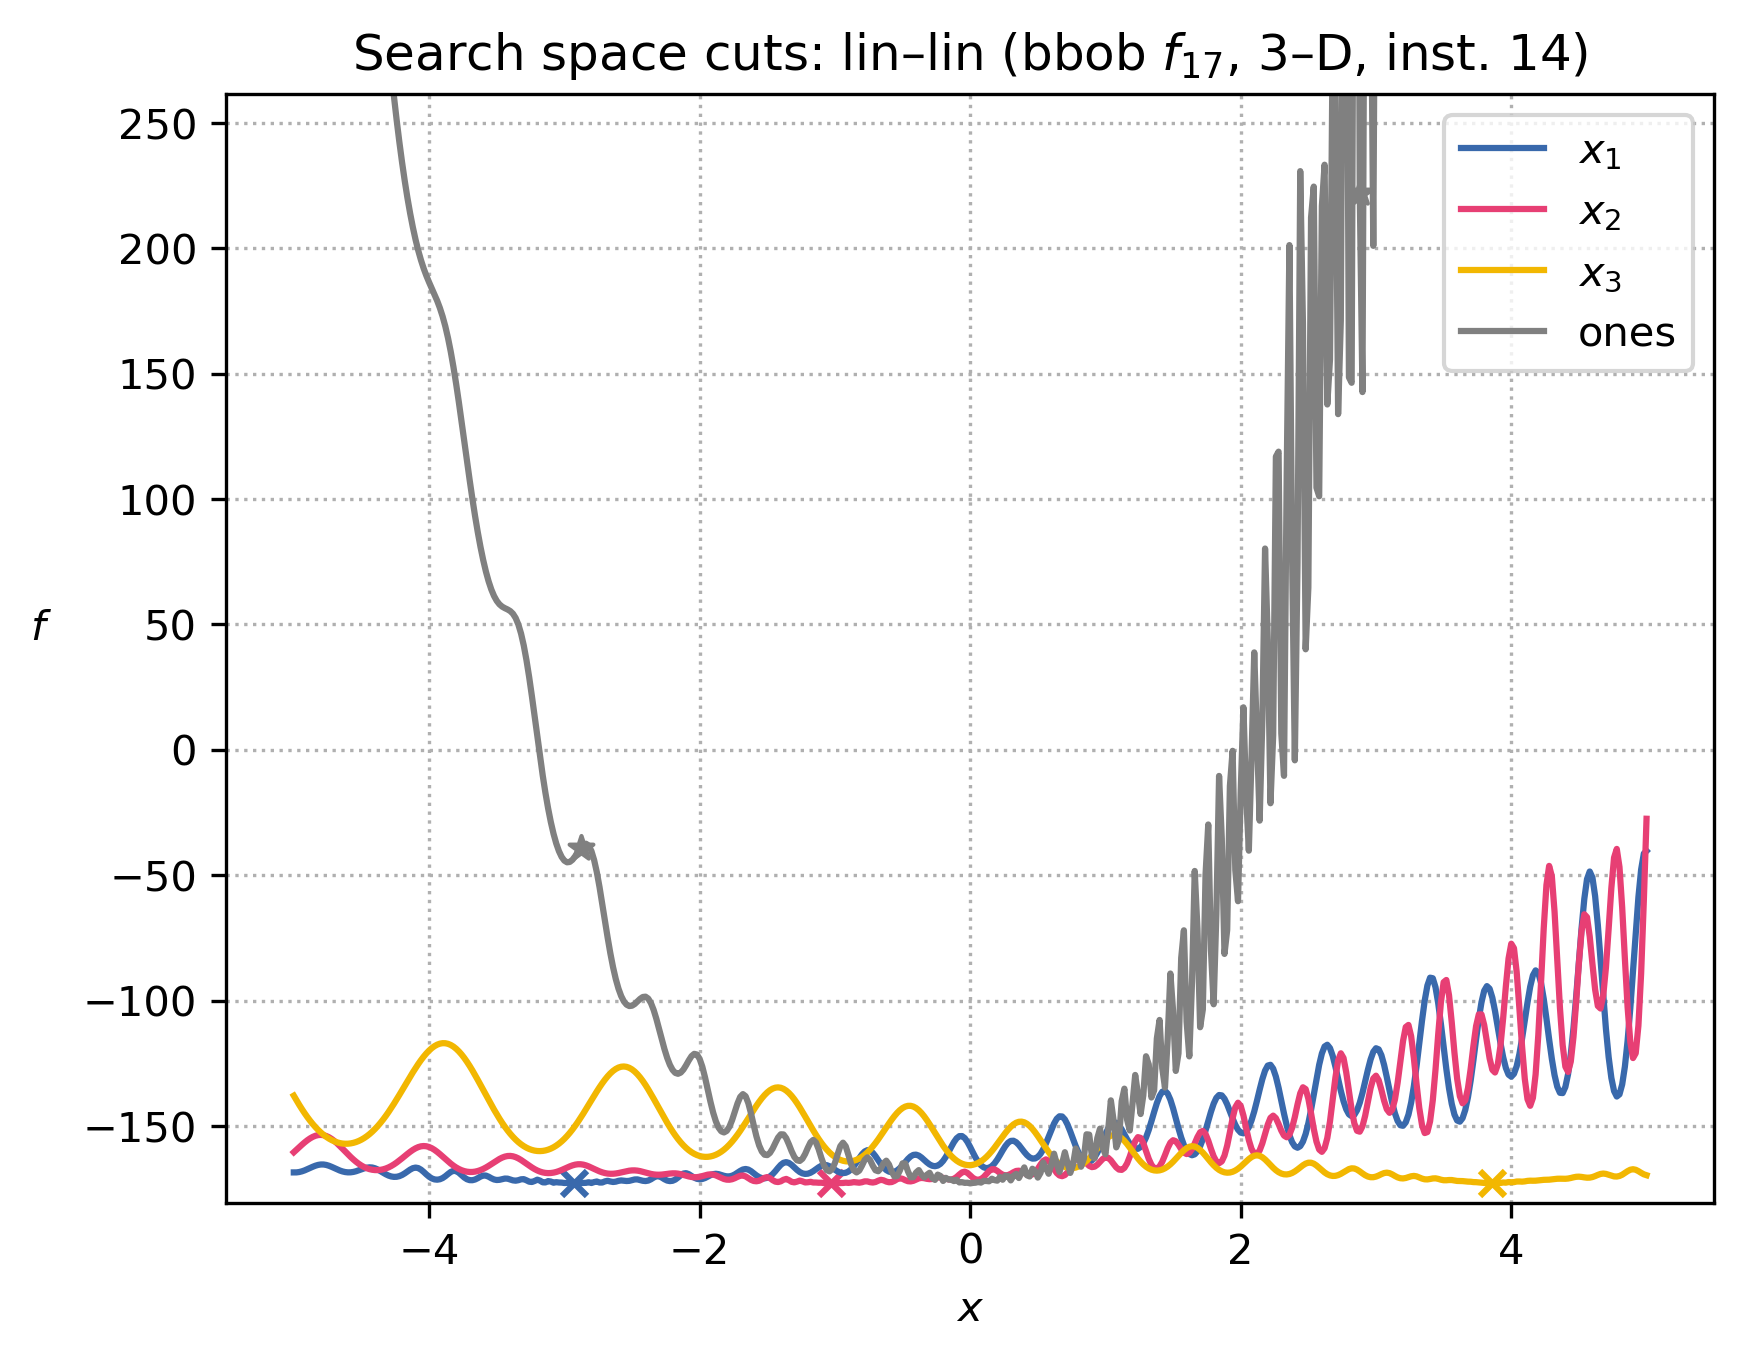 Search space cuts: lin–lin (bbob f₁₇, 3–D, inst. 14)
250
200
150
100
50
0
−50
−100
−150
f
−4
−2
0
2
4
x
x₁
x₂
x₃
ones